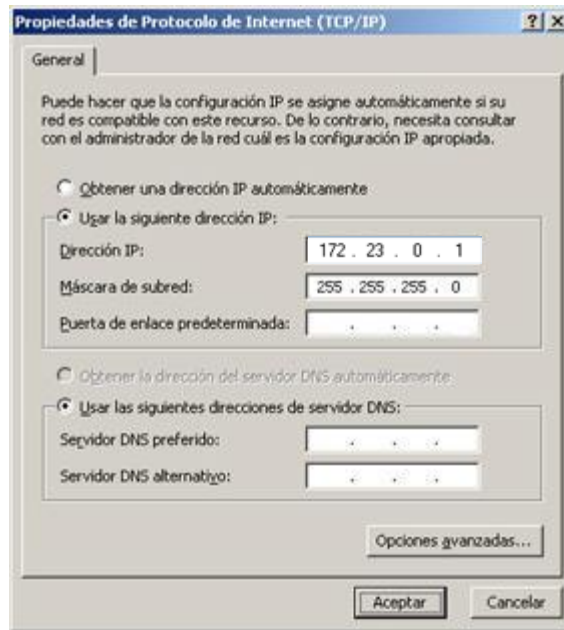 Propiedades de Protocolo de Internet (TCP/IP)
General
Puede hacer que la configuración IP se asigne automáticamente si su
red es compatible con este recurso. De lo contrario, necesita consultar
con el administrador de la red cuál es la configuración IP apropiada.
Obtener una dirección IP automáticamente
Usar la siguiente dirección IP:
Dirección IP: 172 . 23 . 0 . 1
Máscara de subred: 255 . 255 . 255 . 0
Puerta de enlace predeterminada: . . .
Obtener la dirección del servidor DNS automáticamente
Usar las siguientes direcciones de servidor DNS:
Servidor DNS preferido: . . .
Servidor DNS alternativo: . . .
Opciones avanzadas...
Aceptar Cancelar